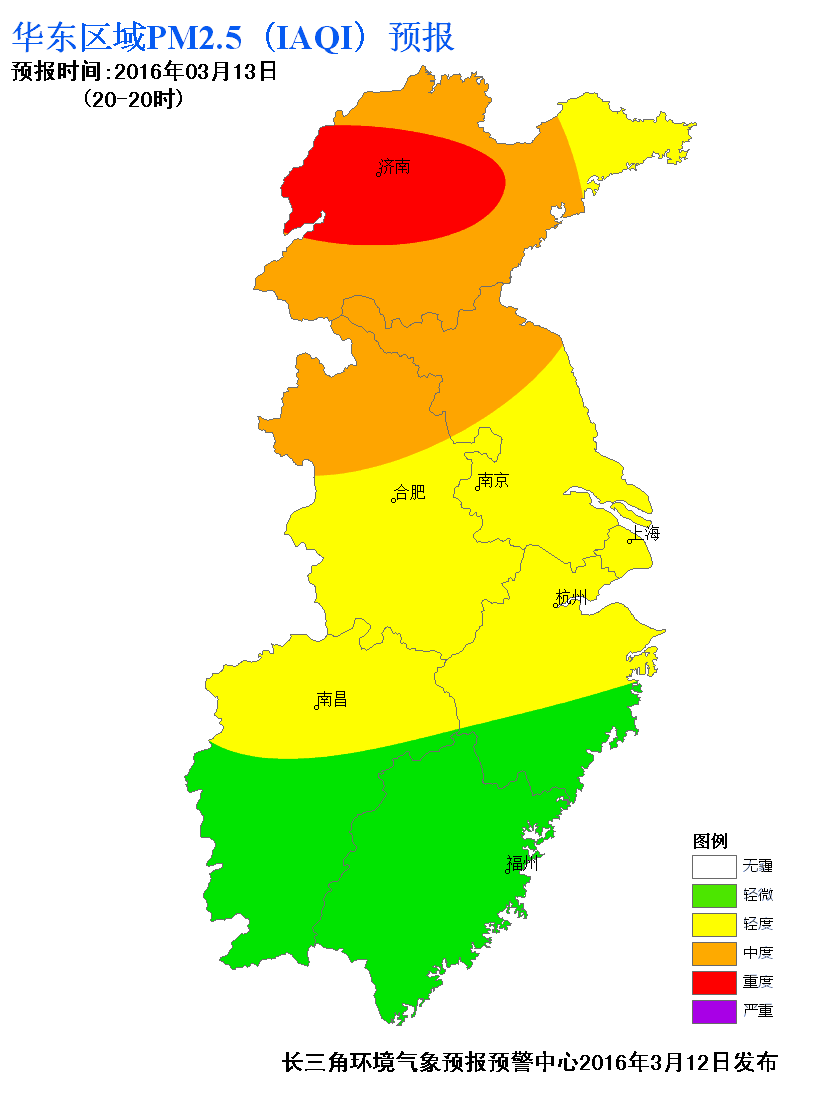 华东区域PM2.5（IAQI）预报
预报时间:2016年03月13日
(20-20时)
济南
南京
合肥
上海
杭州
南昌
福州
图例
无霾
轻微
轻度
中度
重度
严重
长三角环境气象预报预警中心2016年3月12日发布